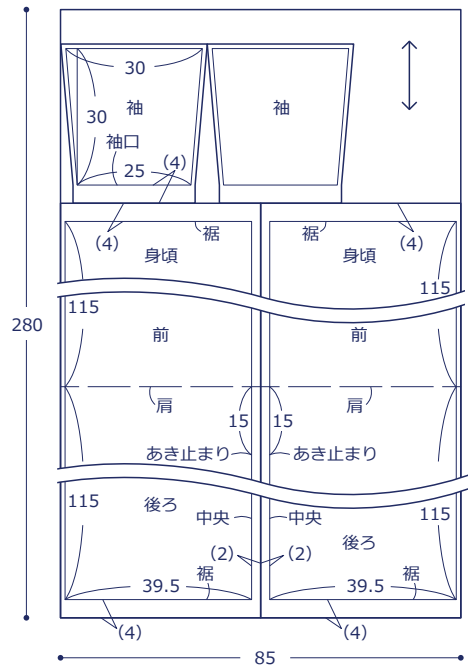 30
袖
袖
30
袖口
25
(4)
(4)
裾
裾
(4)
身頃
身頃
115
115
280
前
前
肩
肩
15
15
あき止まり
あき止まり
115
115
後ろ
中央
中央
後ろ
(2)
(2)
裾
裾
39.5
39.5
(4)
(4)
85